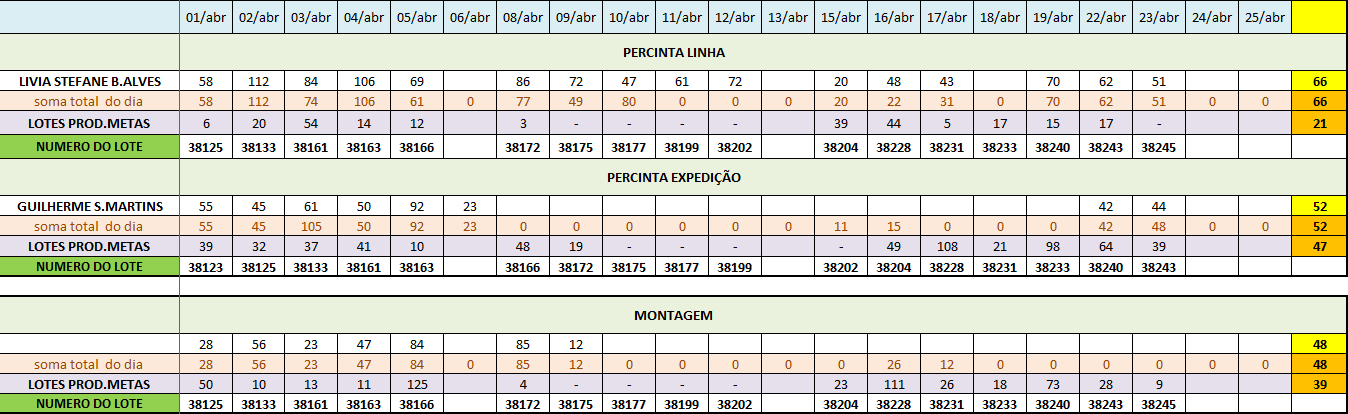 01/abr 02/abr 03/abr 04/abr 05/abr 06/abr 08/abr 09/abr 10/abr 11/abr 12/abr 13/abr 15/abr 16/abr 17/abr 18/abr 19/abr 22/abr 23/abr 24/abr 25/abr
PERCINTA LINHA
LIVIA STEFANE B.ALVES 58 112 84 106 69 86 72 47 61 72 20 48 43 70 62 51 66
soma total do dia 58 112 74 106 61 0 77 49 80 0 0 0 20 22 31 0 70 62 51 0 0 66
LOTES PROD.METAS 6 20 54 14 12 3 - - - - 39 44 5 17 15 17 - 21
NUMERO DO LOTE 38125 38133 38161 38163 38166 38172 38175 38177 38199 38202 38204 38228 38231 38233 38240 38243 38245
PERCINTA EXPEDIÇÃO
GUILHERME S.MARTINS 55 45 61 50 92 23 42 44 52
soma total do dia 55 45 105 50 92 23 0 0 0 0 0 0 11 15 0 0 0 42 48 0 0 52
LOTES PROD.METAS 39 32 37 41 10 48 19 - - - - 49 108 21 98 64 39 47
NUMERO DO LOTE 38123 38125 38133 38161 38163 38166 38172 38175 38177 38199 38202 38204 38228 38231 38233 38240 38243
MONTAGEM
28 56 23 47 84 85 12 48
soma total do dia 28 56 23 47 84 0 85 12 0 0 0 0 0 26 12 0 0 0 0 0 0 48
LOTES PROD.METAS 50 10 13 11 125 4 - - - - 23 111 26 18 73 28 9 39
NUMERO DO LOTE 38125 38133 38161 38163 38166 38172 38175 38177 38199 38202 38204 38228 38231 38233 38240 38243 38245